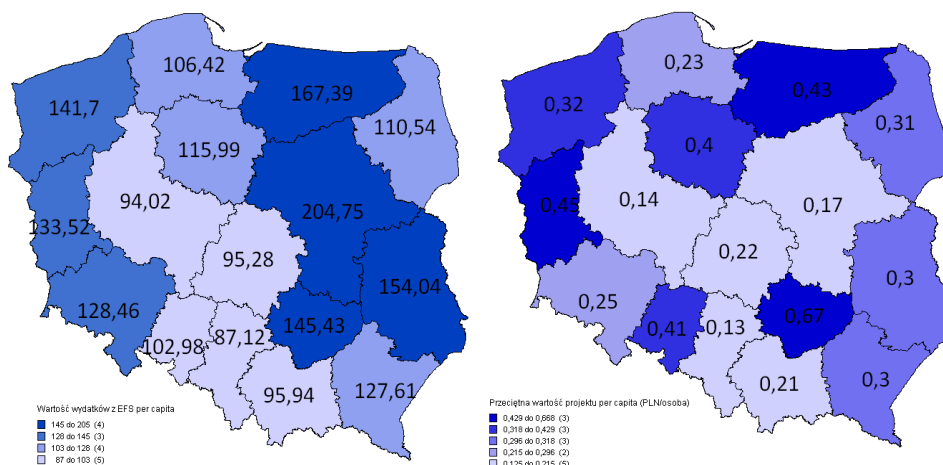 106,42
141,7
167,39
110,54
115,99
94,02
204,75
133,52
95,28
154,04
128,46
145,43
87,12
102,98
95,94
127,61
Wartość wydatków z EFS per capita
145 do 205 (4)
128 do 145 (3)
103 do 128 (4)
87 do 103 (5)
0,23
0,32
0,43
0,31
0,4
0,14
0,17
0,45
0,22
0,3
0,25
0,67
0,41
0,13
0,21
0,3
Przeciętna wartość projektu per capita (PLN/osoba)
0,429 do 0,668 (3)
0,318 do 0,429 (3)
0,296 do 0,318 (3)
0,215 do 0,296 (2)
0,125 do 0,215 (5)